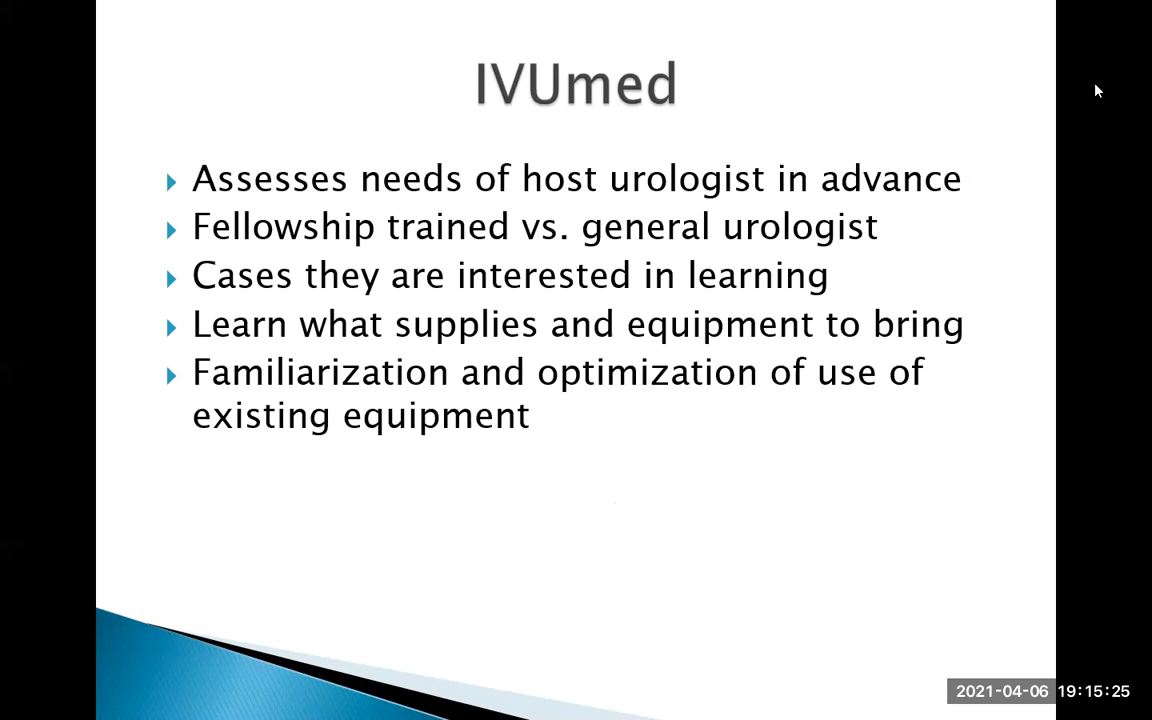 IVUmed
Assesses needs of host urologist in advance
Fellowship trained vs. general urologist
Cases they are interested in learning
Learn what supplies and equipment to bring
Familiarization and optimization of use of
existing equipment
2021-04-06 19:15:25